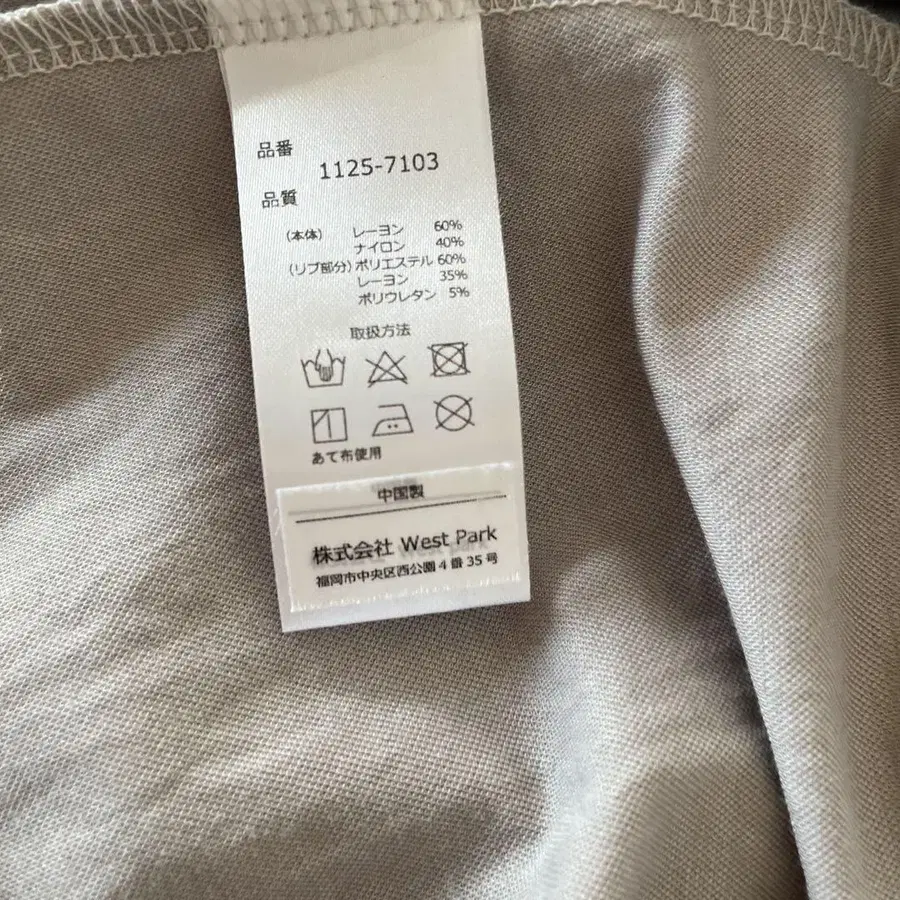 品番
1125-7103
品質
(本体) レーヨン 60%
ナイロン 40%
(リブ部分) ポリエステル 60%
レーヨン 35%
ポリウレタン 5%
取扱方法
あて布使用
中国製
株式会社 West Park
福岡市中央区西公園4番35号